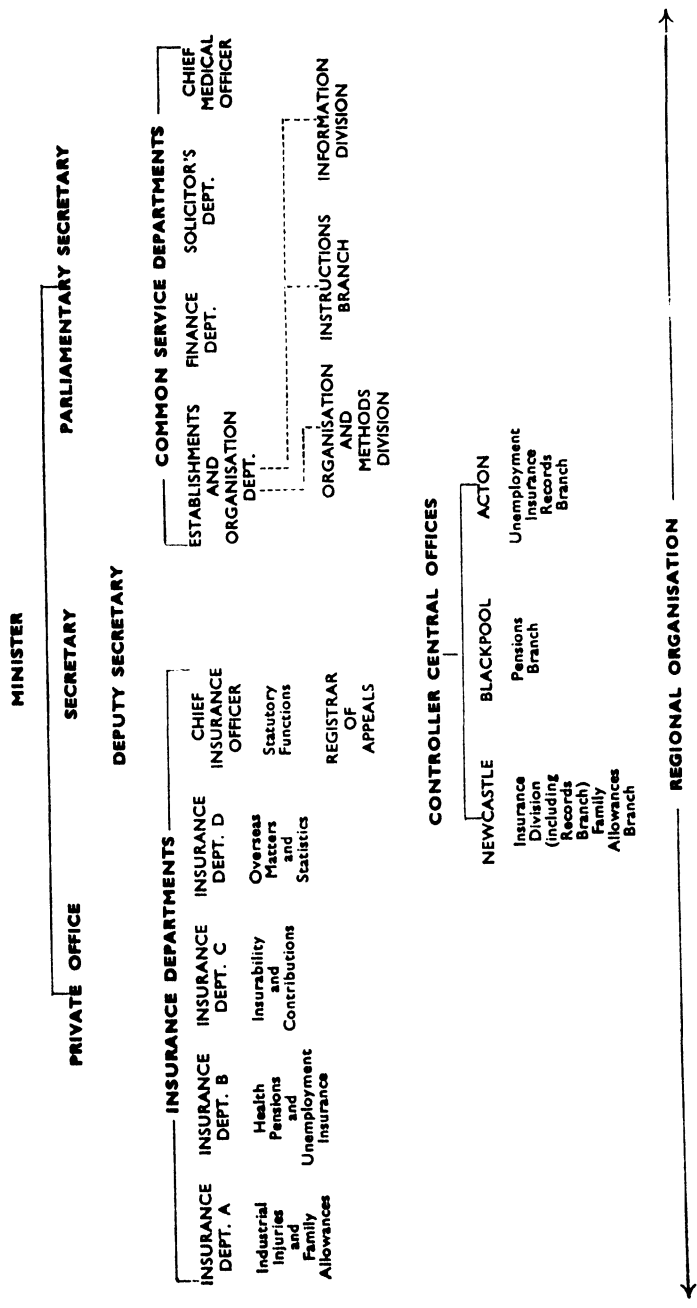 MINISTER
PRIVATE OFFICE
SECRETARY
PARLIAMENTARY SECRETARY
DEPUTY SECRETARY
INSURANCE DEPARTMENTS
COMMON SERVICE DEPARTMENTS
INSURANCE
DEPT. A
Industrial
Injuries
and
Family
Allowances
INSURANCE
DEPT. B
Health
Pensions
and
Unemployment
Insurance
INSURANCE
DEPT. C
Insurability
and
Contributions
INSURANCE
DEPT. D
Overseas
Matters
and
Statistics
CHIEF
INSURANCE
OFFICER
Statutory
Functions
REGISTRAR
OF
APPEALS
ESTABLISHMENTS
AND
ORGANISATION
DEPT.
FINANCE
DEPT.
SOLICITOR'S
DEPT.
CHIEF
MEDICAL
OFFICER
ORGANISATION
AND
METHODS
DIVISION
INSTRUCTIONS
BRANCH
INFORMATION
DIVISION
CONTROLLER CENTRAL OFFICES
NEWCASTLE
Insurance
Division
(including
Records
Branch)
Family
Allowances
Branch
BLACKPOOL
Pensions
Branch
ACTON
Unemployment
Insurance
Records
Branch
REGIONAL ORGANISATION